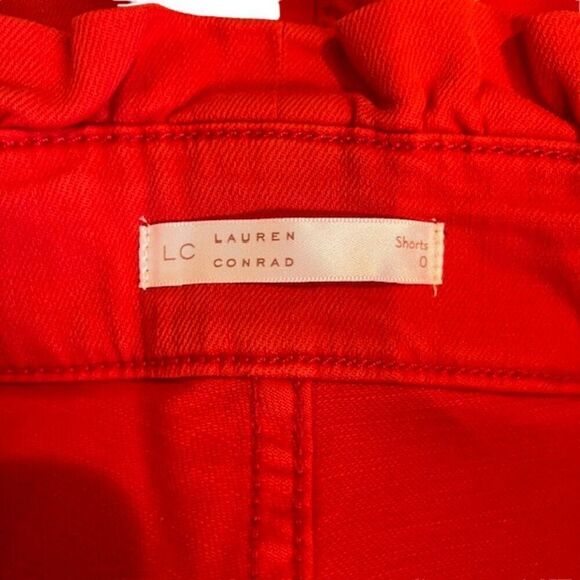 LC
LAUREN
CONRAD
Shorts
0